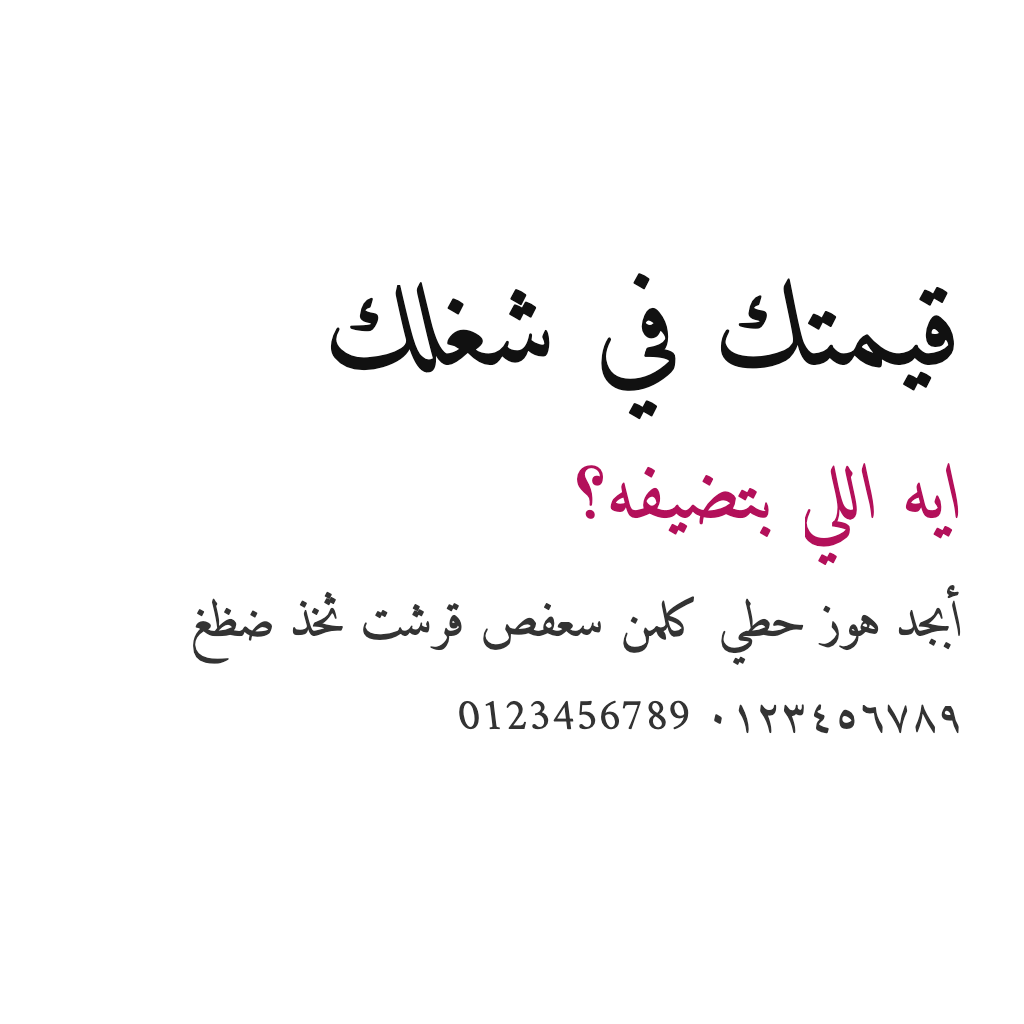 قيمتك في شغلك
ايه اللي بتضيفه؟
أبجد هوز حطي كلمن سعفص قرشت ثخذ ضظغ
٠١٢٣٤٥٦٧٨٩ 0123456789